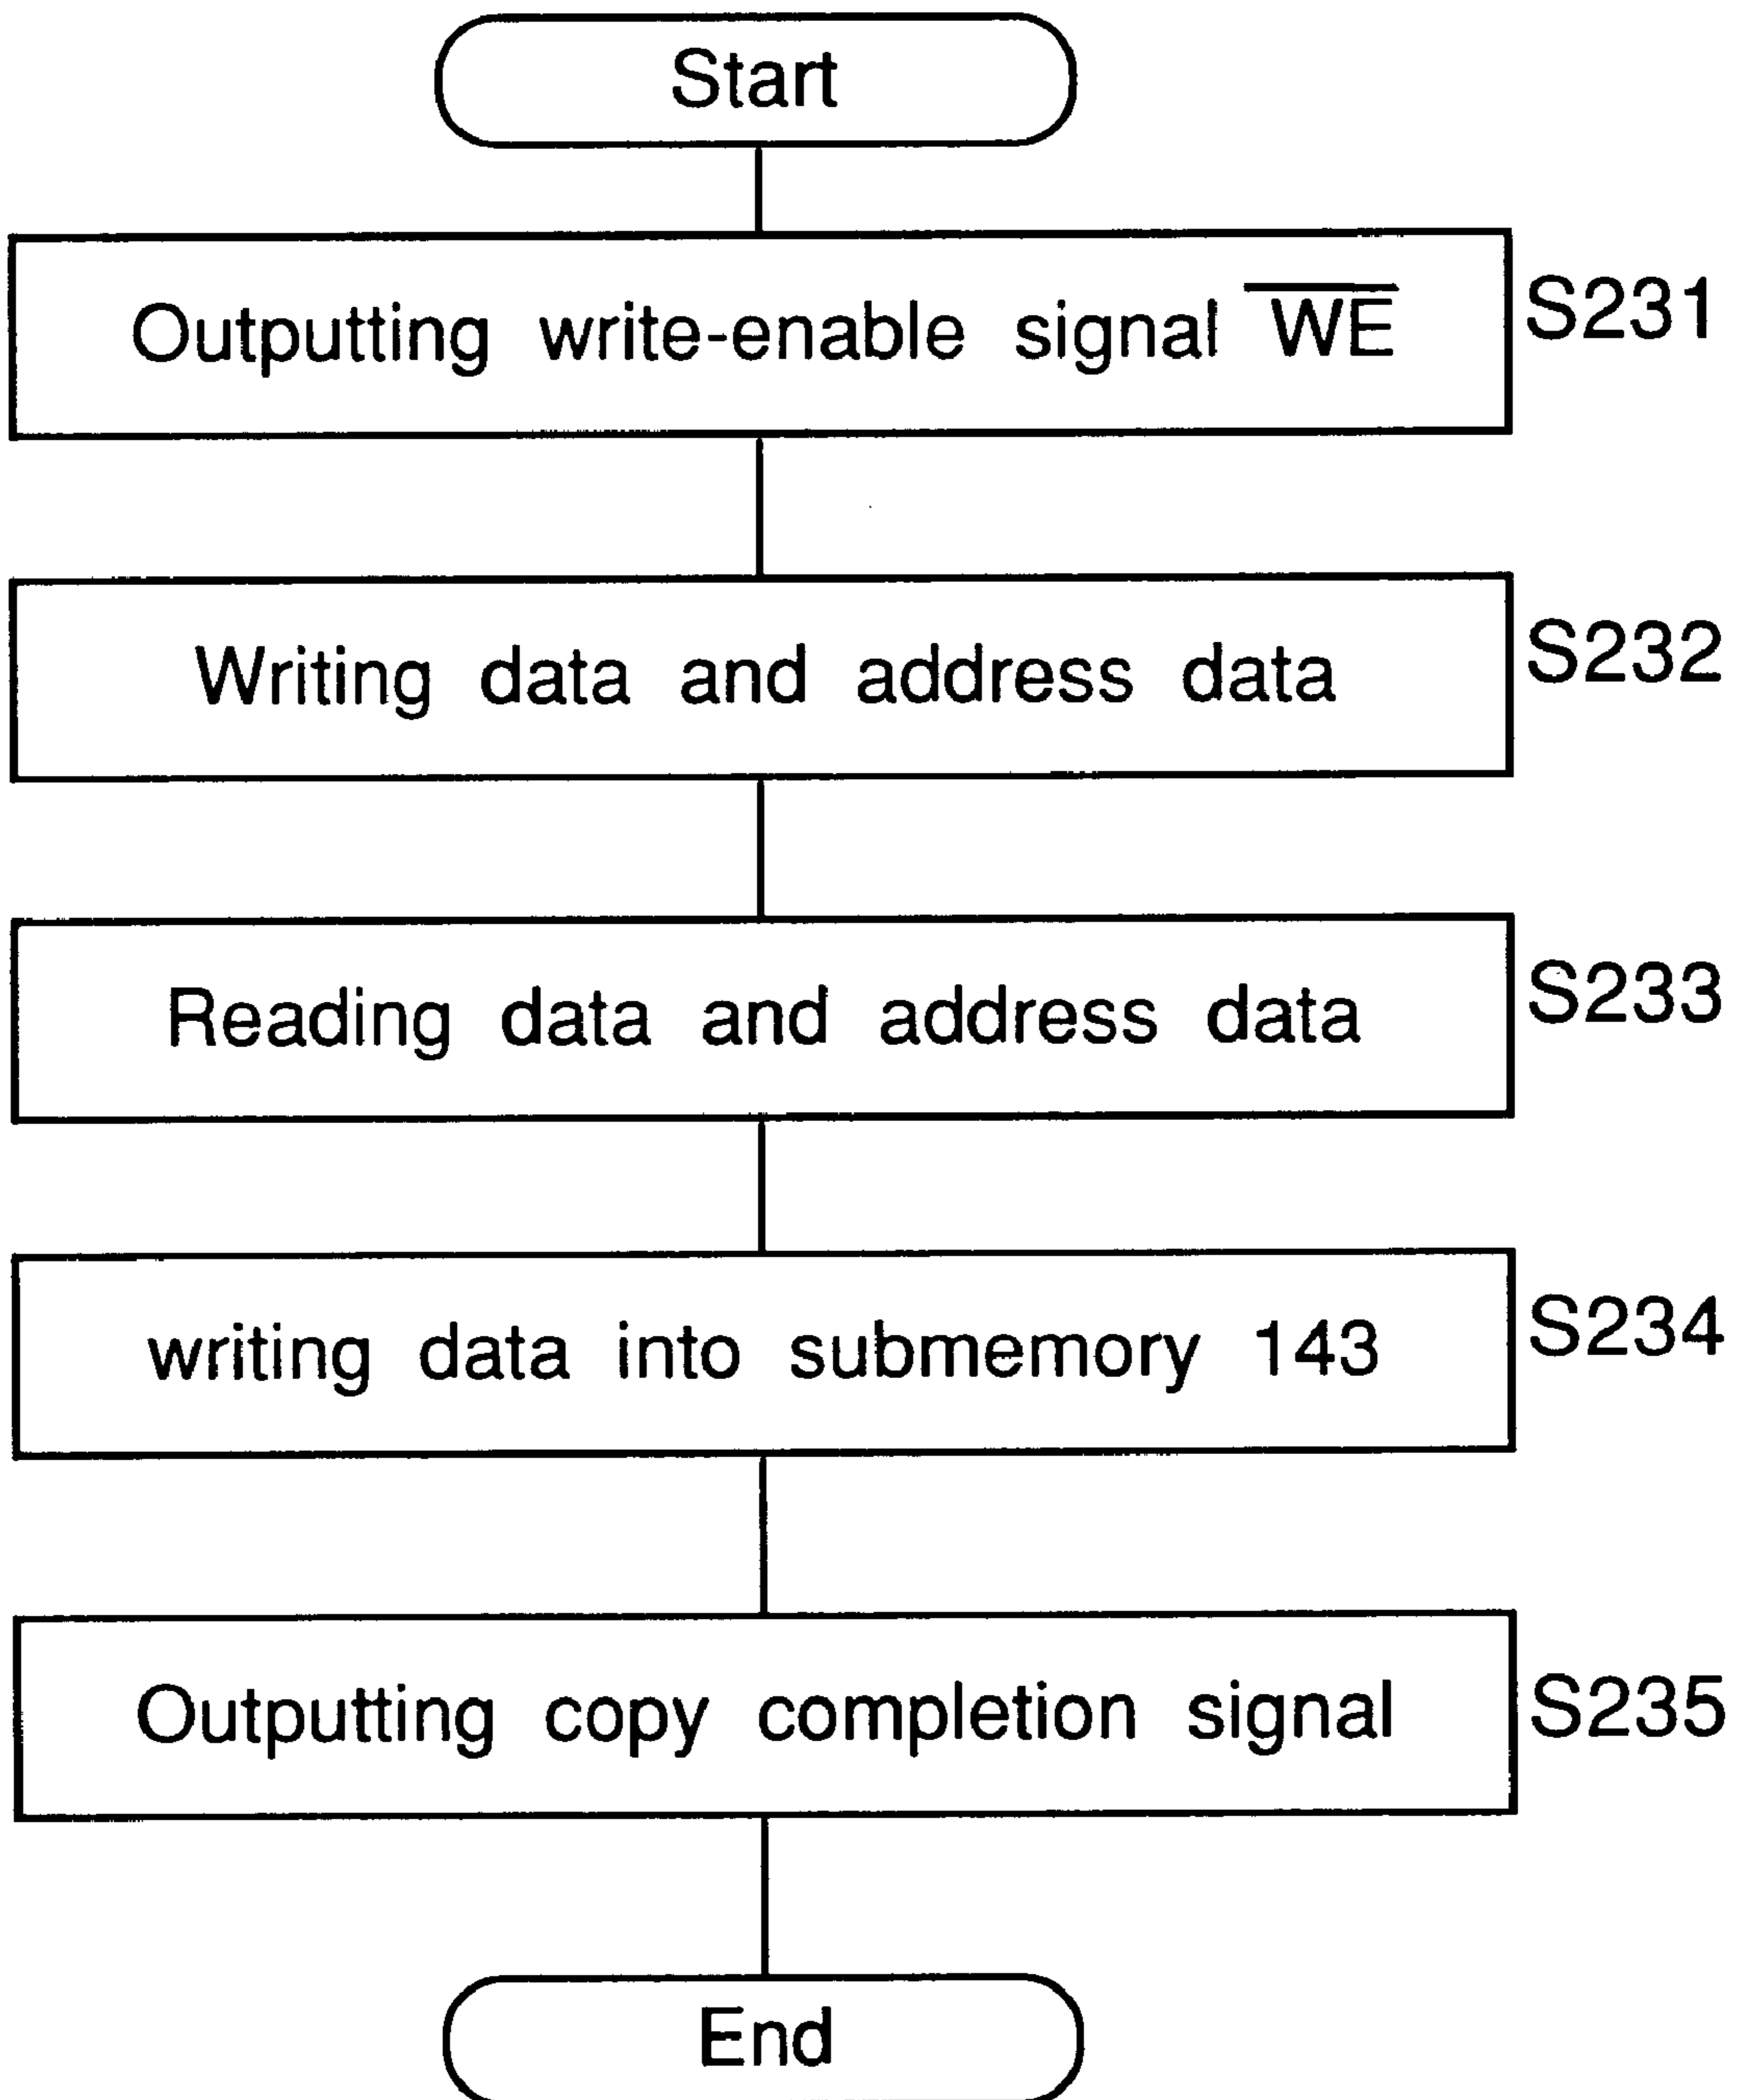 Start
Outputting write-enable signal W̅E̅ S231
Writing data and address data S232
Reading data and address data S233
writing data into submemory 143 S234
Outputting copy completion signal S235
End